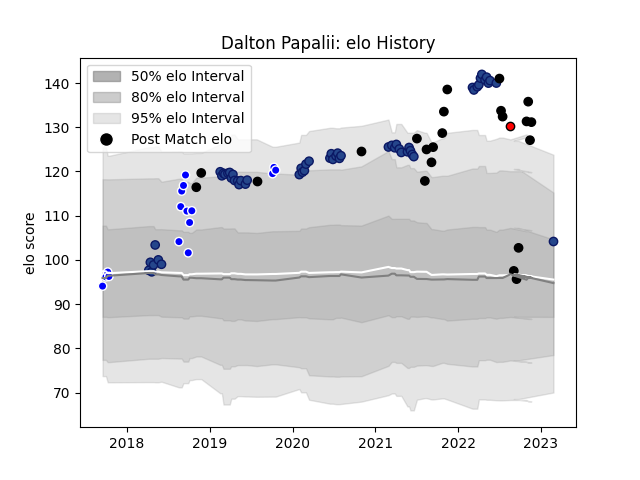 Dalton Papalii: elo History
50% elo Interval
80% elo Interval
95% elo Interval
Post Match elo
elo score
140
130
120
110
100
90
80
70
2018 2019 2020 2021 2022 2023